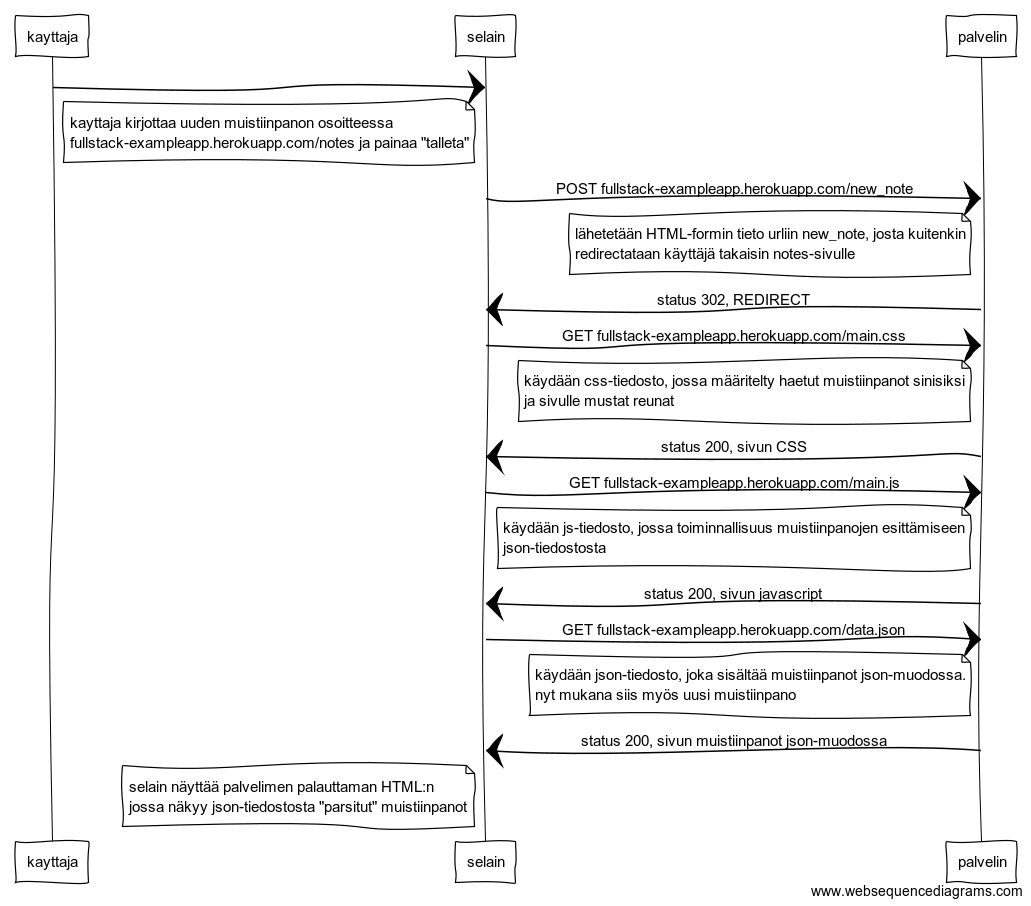 kayttaja
selain
palvelin
kayttaja kirjottaa uuden muistiinpanon osoitteessa
fullstack-exampleapp.herokuapp.com/notes ja painaa "talleta"
POST fullstack-exampleapp.herokuapp.com/new_note
lähetetään HTML-formin tieto urliin new_note, josta kuitenkin
redirectataan käyttäjä takaisin notes-sivulle
status 302, REDIRECT
GET fullstack-exampleapp.herokuapp.com/main.css
käydään css-tiedosto, jossa määritelty haetut muistiinpanot sinisiksi
ja sivulle mustat reunat
status 200, sivun CSS
GET fullstack-exampleapp.herokuapp.com/main.js
käydään js-tiedosto, jossa toiminnallisuus muistiinpanojen esittämiseen
json-tiedostosta
status 200, sivun javascript
GET fullstack-exampleapp.herokuapp.com/data.json
käydään json-tiedosto, joka sisältää muistiinpanot json-muodossa.
nyt mukana siis myös uusi muistiinpano
status 200, sivun muistiinpanot json-muodossa
selain näyttää palvelimen palauttaman HTML:n
jossa näkyy json-tiedostosta "parsitut" muistiinpanot
kayttaja
selain
palvelin
www.websequencediagrams.com